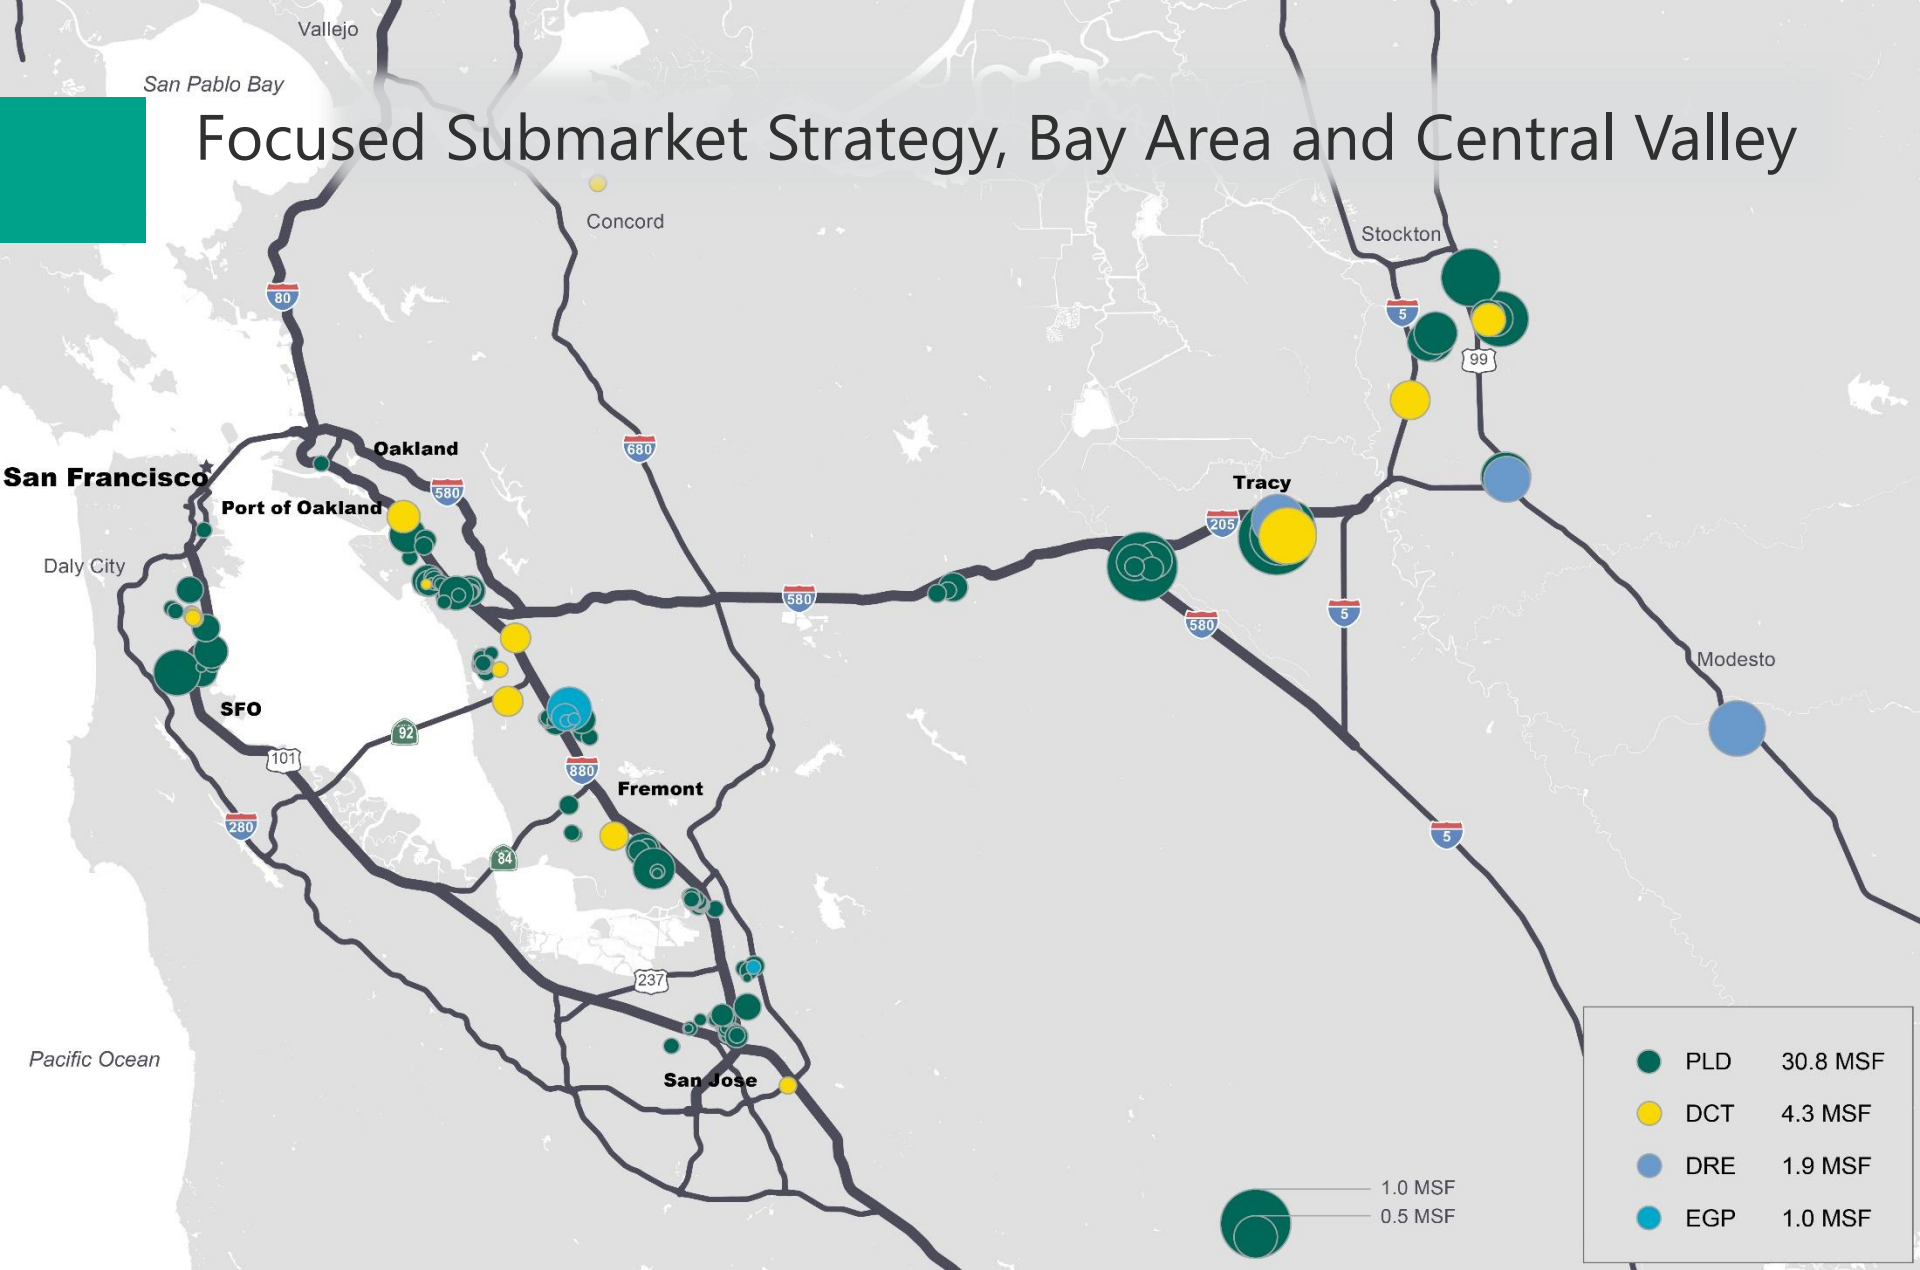 Vallejo
San Pablo Bay
Focused Submarket Strategy, Bay Area and Central Valley
Concord
Stockton
80
5
99
Oakland
680
San Francisco
580
Tracy
Port of Oakland
205
Daly City
580
580
5
Modesto
SFO
92
101
880
Fremont
280
5
84
237
Pacific Ocean
San Jose
PLD 30.8 MSF
DCT 4.3 MSF
DRE 1.9 MSF
EGP 1.0 MSF
1.0 MSF
0.5 MSF